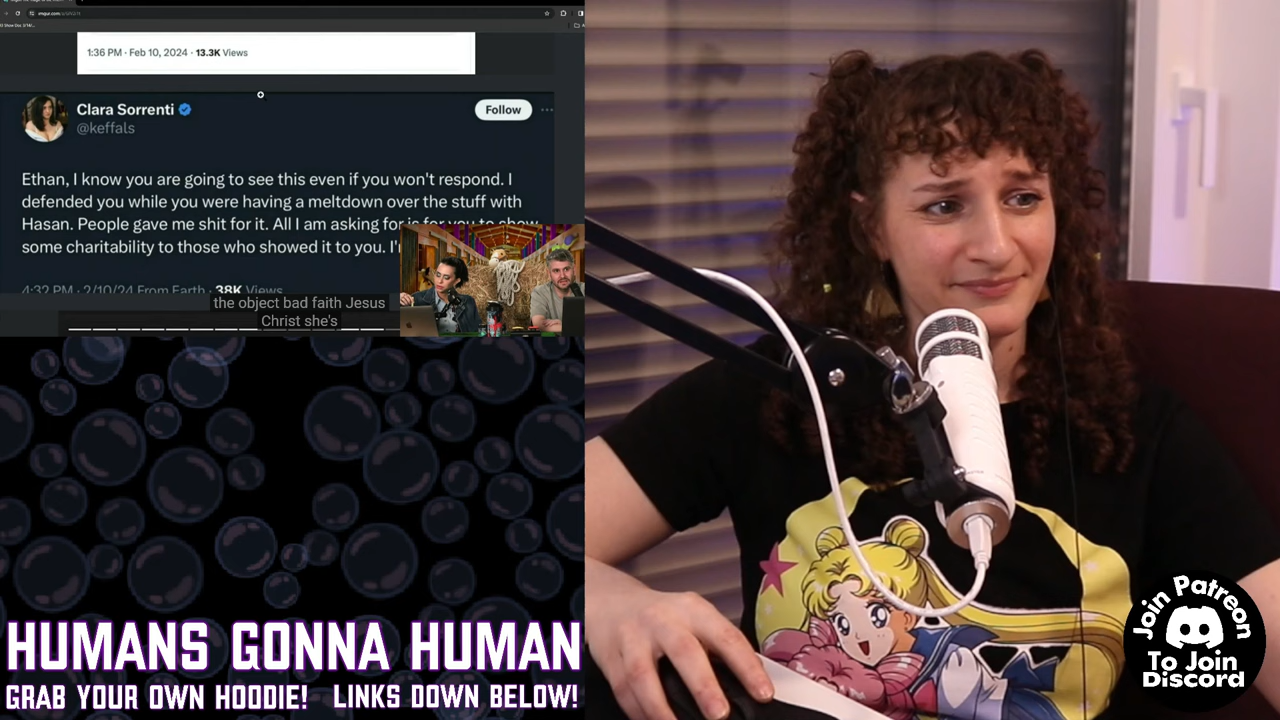 1:36 PM · Feb 10, 2024 · 13.3K Views
Clara Sorrenti
@keffals
Follow
Ethan, I know you are going to see this even if you won't respond. I
defended you while you were having a meltdown over the stuff with
Hasan. People gave me shit for it. All I am asking for is for you to show
some charitability to those who showed it to you.
4:32 PM · 2/10/24 From Earth · 38K Views
the object bad faith Jesus
Christ she's
HUMANS GONNA HUMAN
GRAB YOUR OWN HOODIE! LINKS DOWN BELOW!
Join Patreon
To Join
Discord